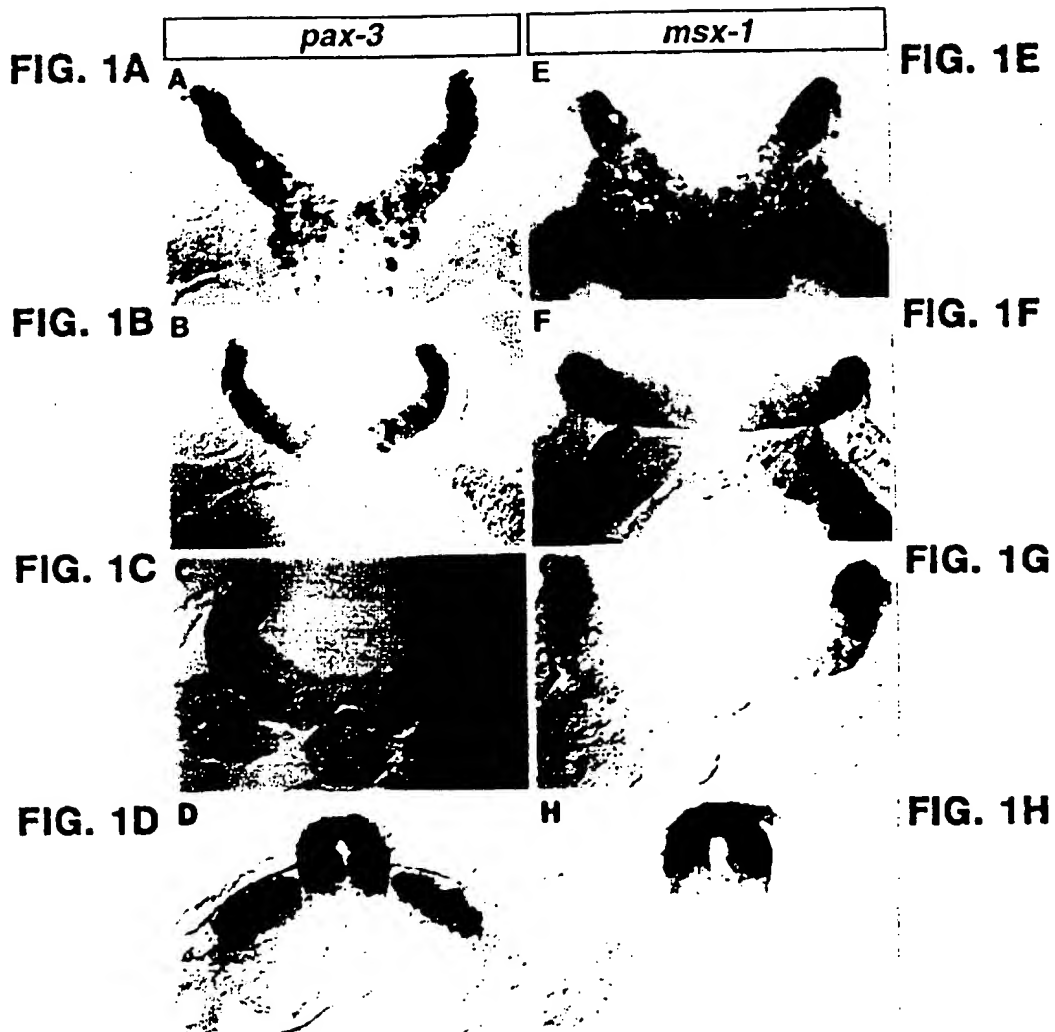 pax-3 msx-1
FIG. 1A A E FIG. 1E
FIG. 1B B F FIG. 1F
FIG. 1C C G FIG. 1G
FIG. 1D D H FIG. 1H